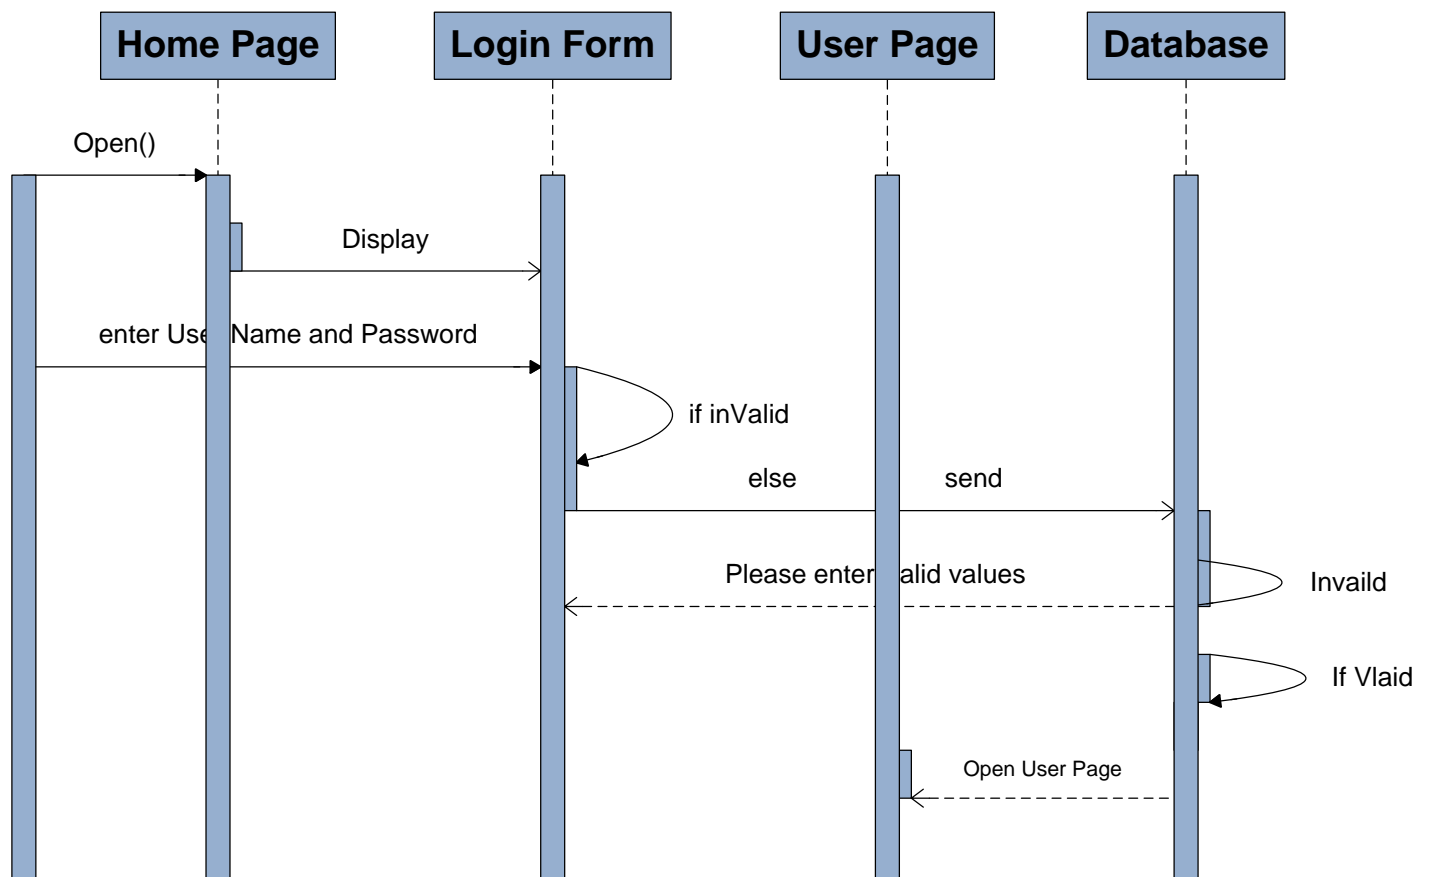 Home Page
Login Form
User Page
Database
Open()
Display
enter Use Name and Password
if inValid
else
send
Please enter alid values
Invaild
If Vlaid
Open User Page